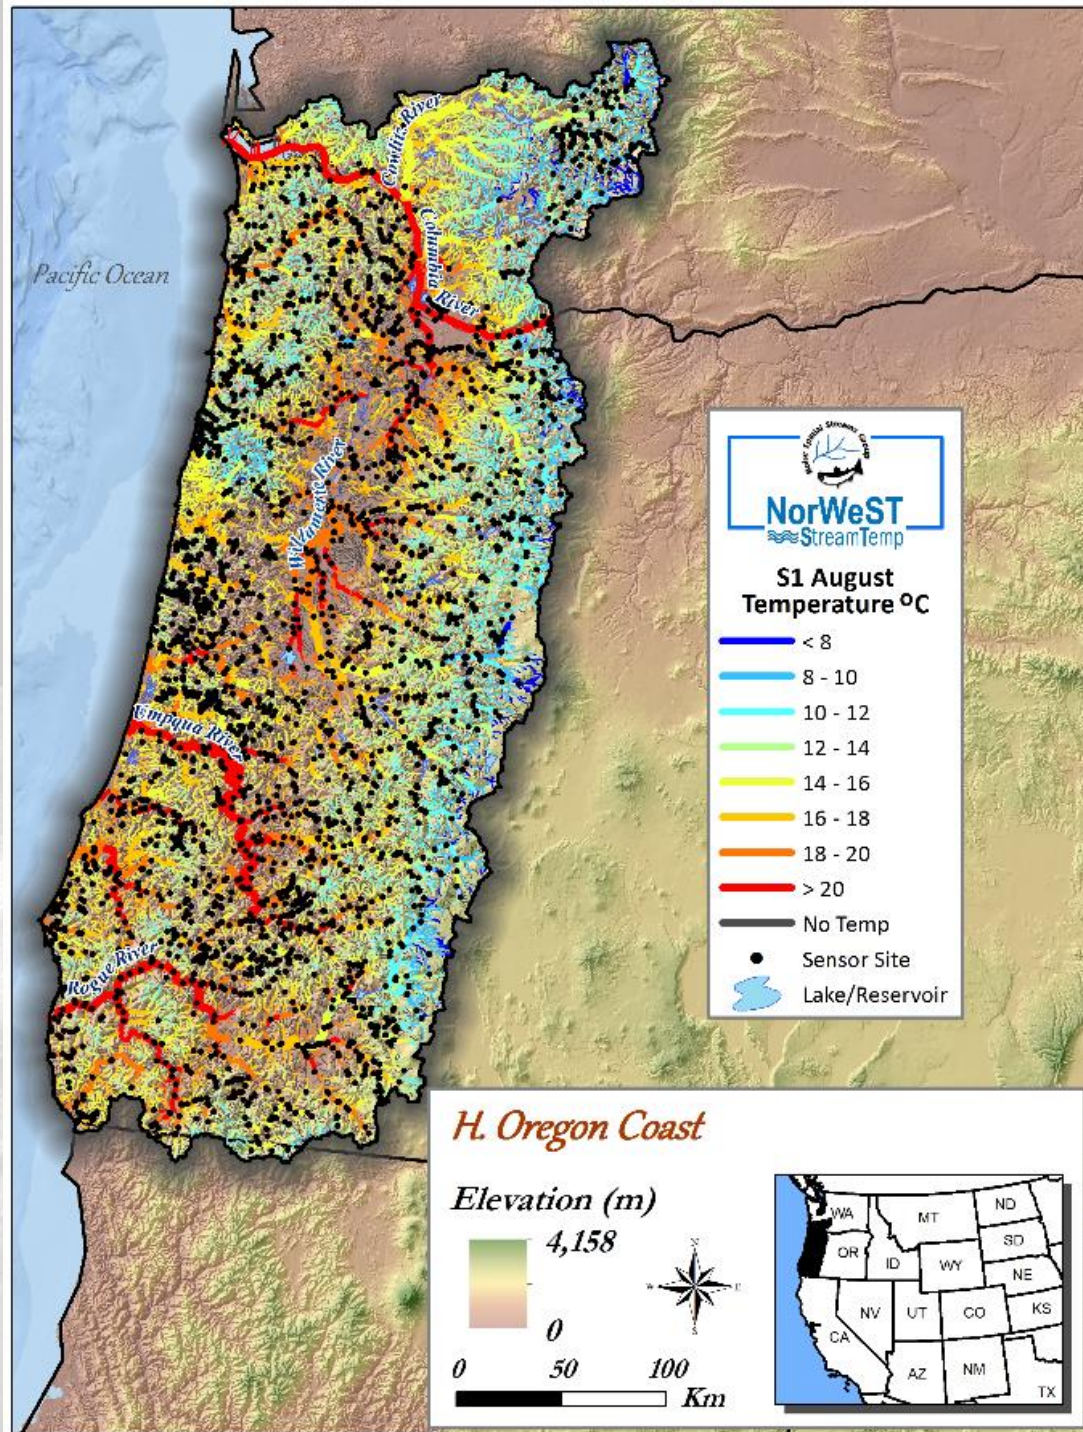 Cowlitz River
Columbia
River
Pacific Ocean
Willamette River
Umpqua River
Rogue River
NorWeST
StreamTemp
S1 August
Temperature ºC
< 8
8 - 10
10 - 12
12 - 14
14 - 16
16 - 18
18 - 20
> 20
No Temp
Sensor Site
Lake/Reservoir
H. Oregon Coast
Elevation (m)
4,158
0
N
W
E
S
0 50 100
Km
WA
MT
ND
OR
ID
SD
WY
NE
NV
UT
CO
KS
CA
AZ
NM
TX